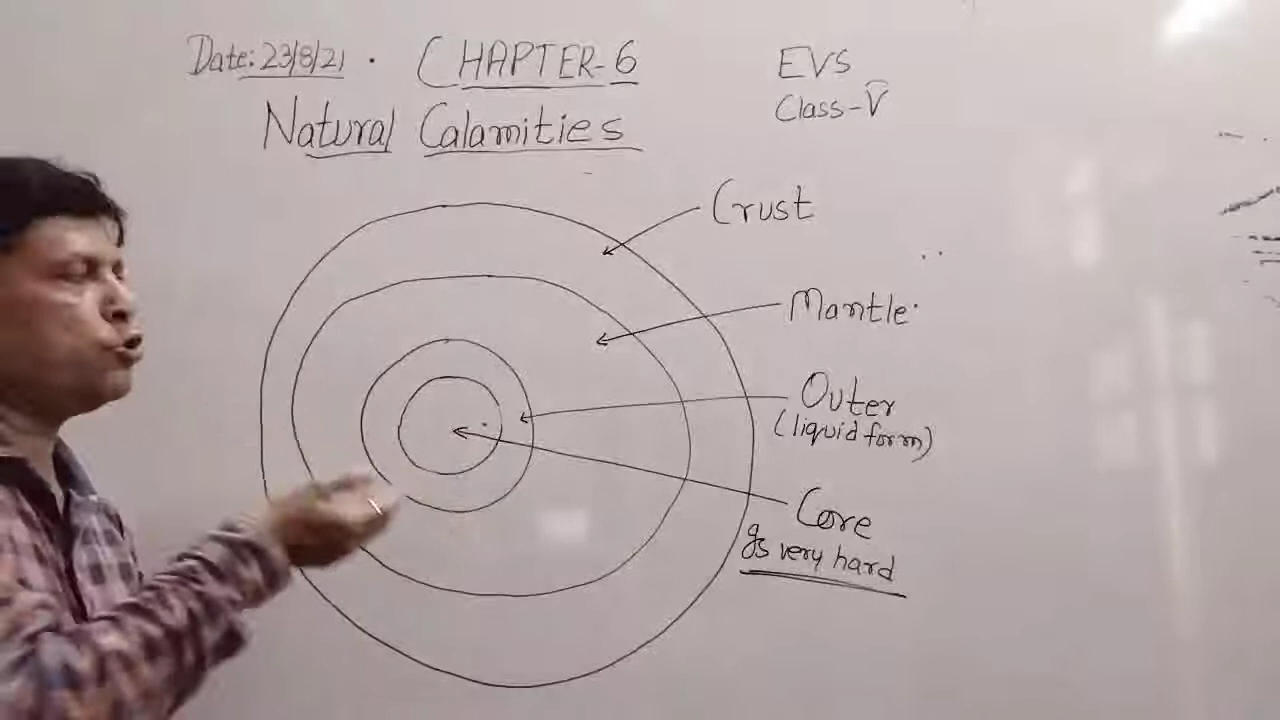 Date: 23/8/21 . CHAPTER-6
EVS
Class-V
Natural Calamities
Crust
Mantle
Outer
(liquid form)
Core
Is very hard